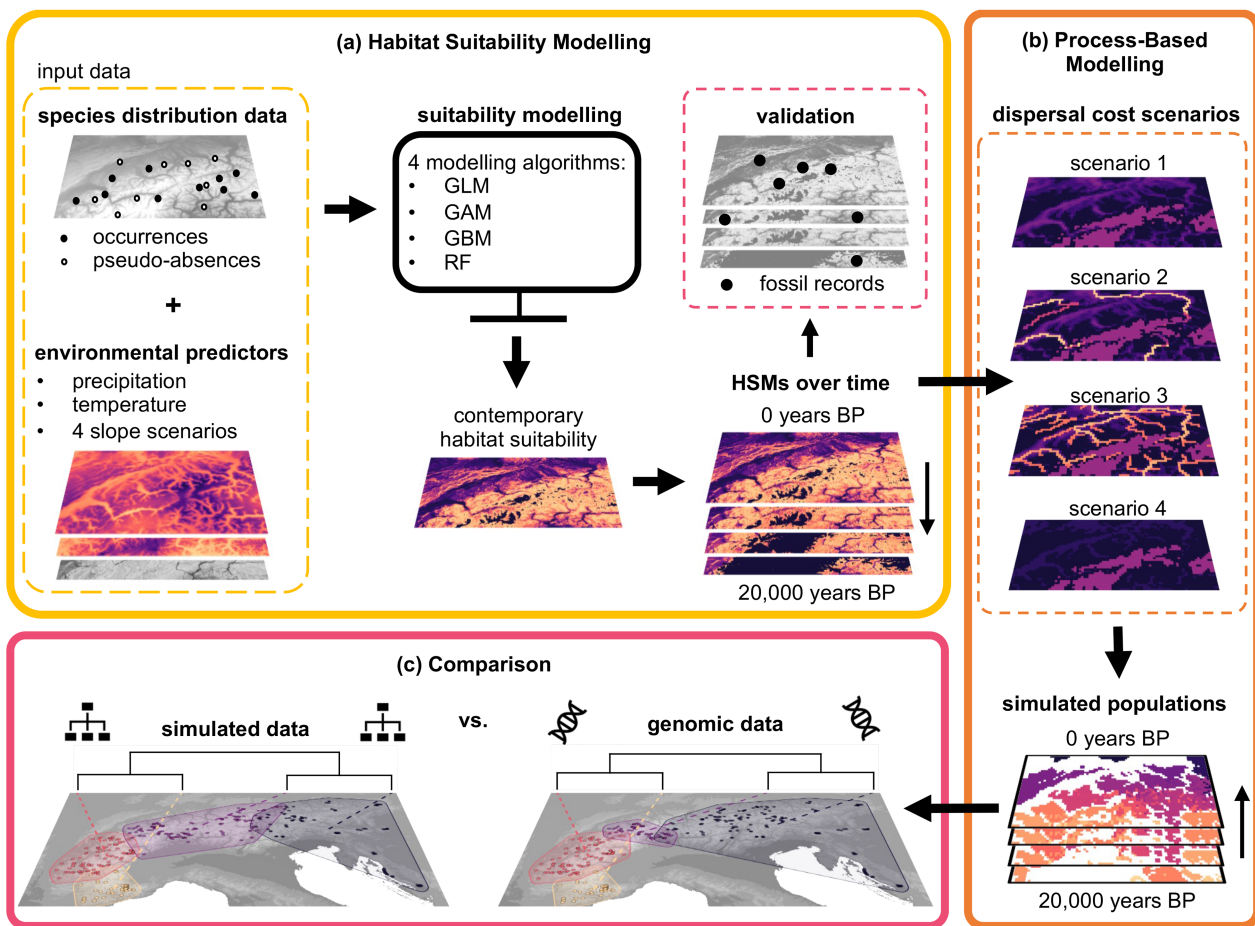 (a) Habitat Suitability Modelling
input data
species distribution data
• occurrences
pseudo-absences
+
environmental predictors
• precipitation
• temperature
• 4 slope scenarios
suitability modelling
4 modelling algorithms:
• GLM
• GAM
• GBM
• RF
contemporary
habitat suitability
validation
fossil records
HSMs over time
0 years BP
20,000 years BP
(b) Process-Based
Modelling
dispersal cost scenarios
scenario 1
scenario 2
scenario 3
scenario 4
simulated populations
0 years BP
20,000 years BP
(c) Comparison
simulated data
vs.
genomic data